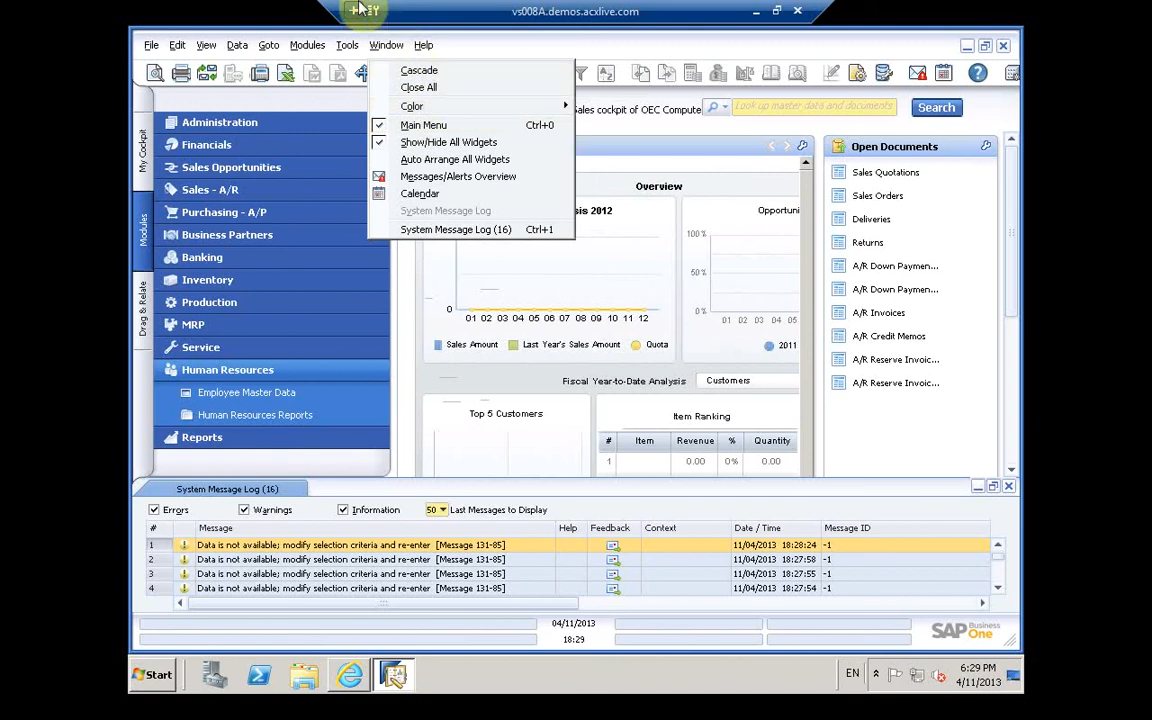 vs008A.demos.acxlive.com
File Edit View Data Goto Modules Tools Window Help
Cascade
Close All
Color
Main Menu Ctrl+0
Show/Hide All Widgets
Auto Arrange All Widgets
Messages/Alerts Overview
Calendar
System Message Log
System Message Log (16) Ctrl+1
Sales cockpit of OEC Compute
Look up master data and documents
Search
My Cockpit
Modules
Drag & Relate
Administration
Financials
Sales Opportunities
Sales - A/R
Purchasing - A/P
Business Partners
Banking
Inventory
Production
MRP
Service
Human Resources
Employee Master Data
Human Resources Reports
Reports
Overview
sis 2012
Opportuni
100%
50%
0%
0
01 02 03 04 05 06 07 08 09 10 11 12
01 02 03 04 05
Sales Amount Last Year's Sales Amount Quota
2011
Fiscal Year-to-Date Analysis Customers
Top 5 Customers
Item Ranking
# Item Revenue % Quantity
1 0.00 0% 0.00
Open Documents
Sales Quotations
Sales Orders
Deliveries
Returns
A/R Down Paymen...
A/R Down Paymen...
A/R Invoices
A/R Credit Memos
A/R Reserve Invoic...
A/R Reserve Invoic...
System Message Log (16)
Errors Warnings Information 50 Last Messages to Display
# Message Help Feedback Context Date / Time Message ID
1 Data is not available; modify selection criteria and re-enter [Message 131-85] 11/04/2013 18:28:24 -1
2 Data is not available; modify selection criteria and re-enter [Message 131-85] 11/04/2013 18:27:58 -1
3 Data is not available; modify selection criteria and re-enter [Message 131-85] 11/04/2013 18:27:55 -1
4 Data is not available; modify selection criteria and re-enter [Message 131-85] 11/04/2013 18:27:54 -1
04/11/2013
18:29
SAP Business One
Start
EN
6:29 PM
4/11/2013